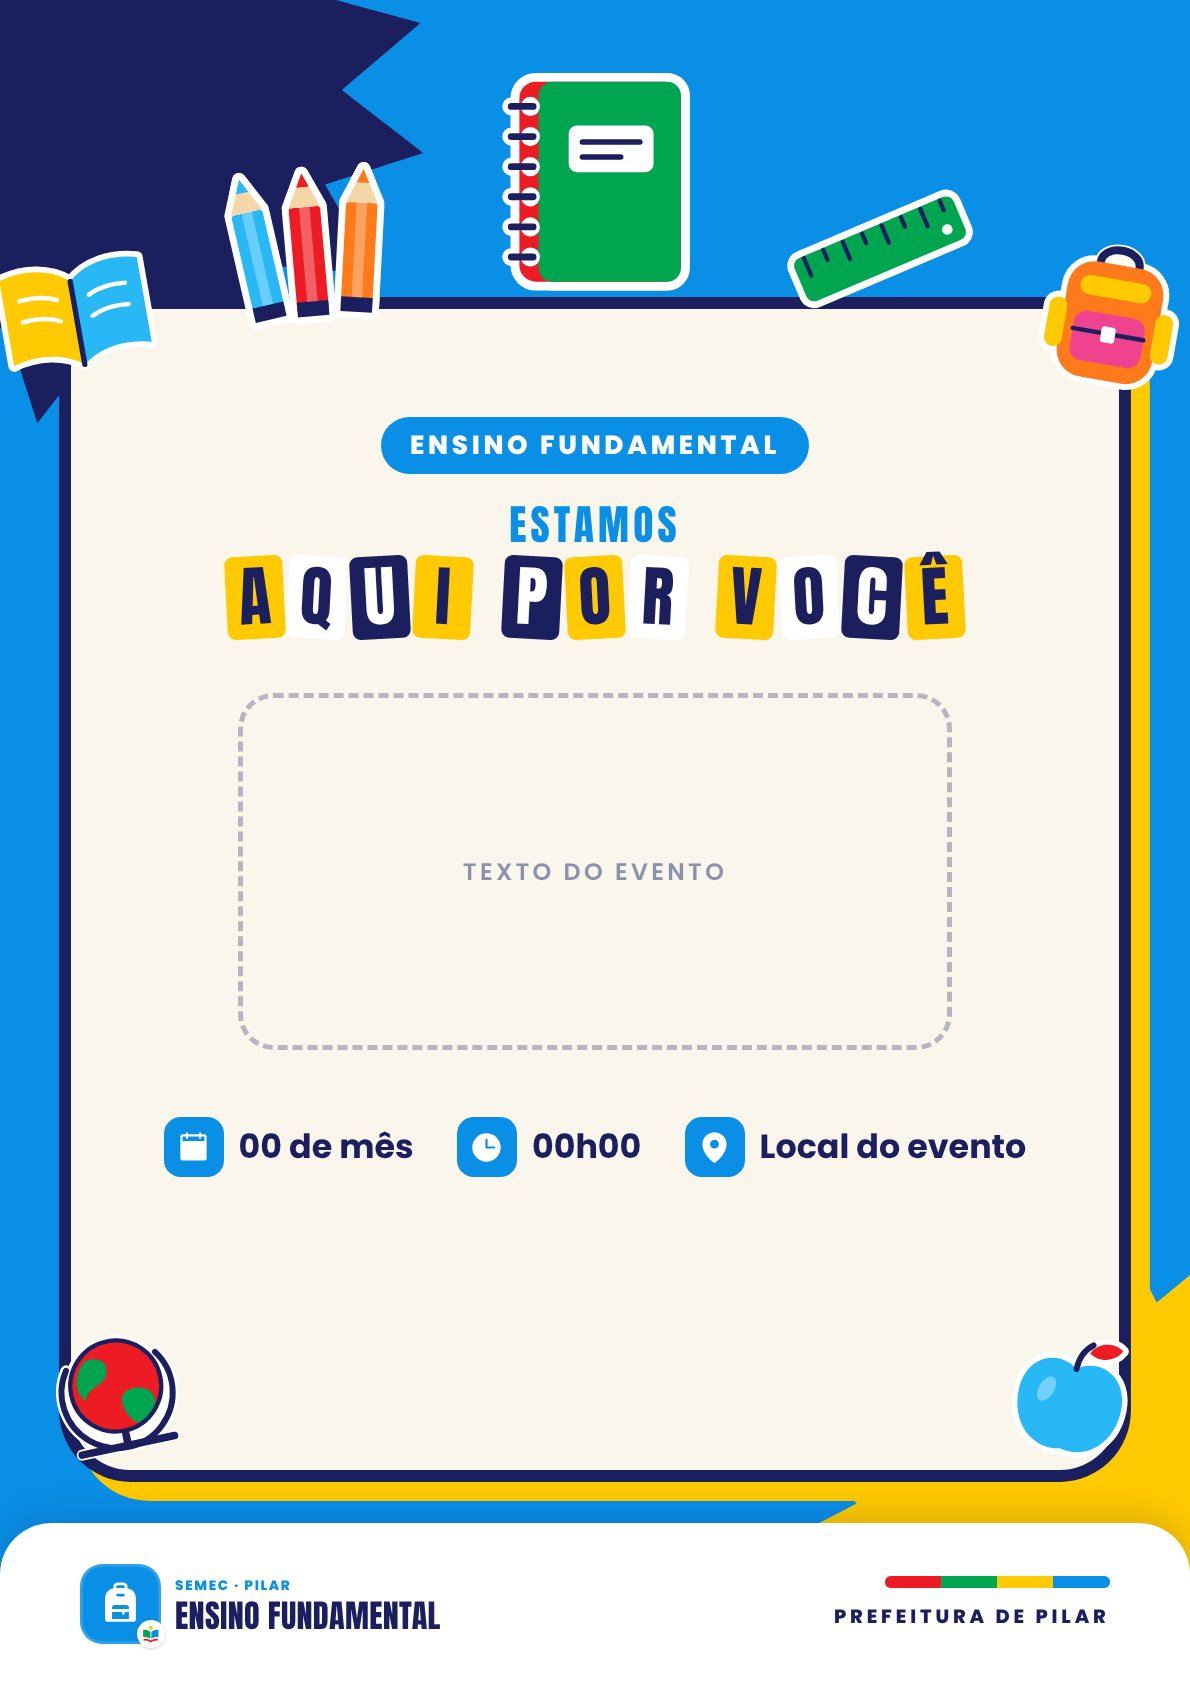 ENSINO FUNDAMENTAL
ESTAMOS
AQUI POR VOCÊ
TEXTO DO EVENTO
00 de mês
00h00
Local do evento
SEMEC · PILAR
ENSINO FUNDAMENTAL
PREFEITURA DE PILAR